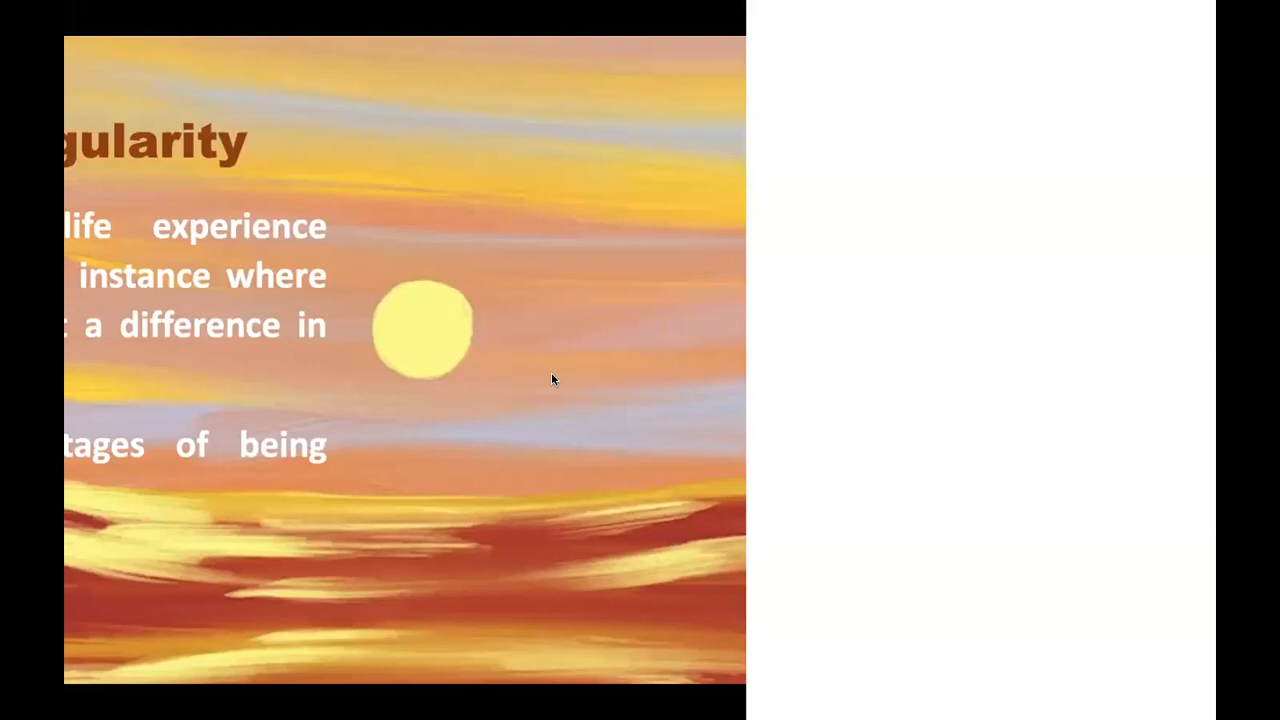 gularity
life experience
instance where
a difference in
tages of being